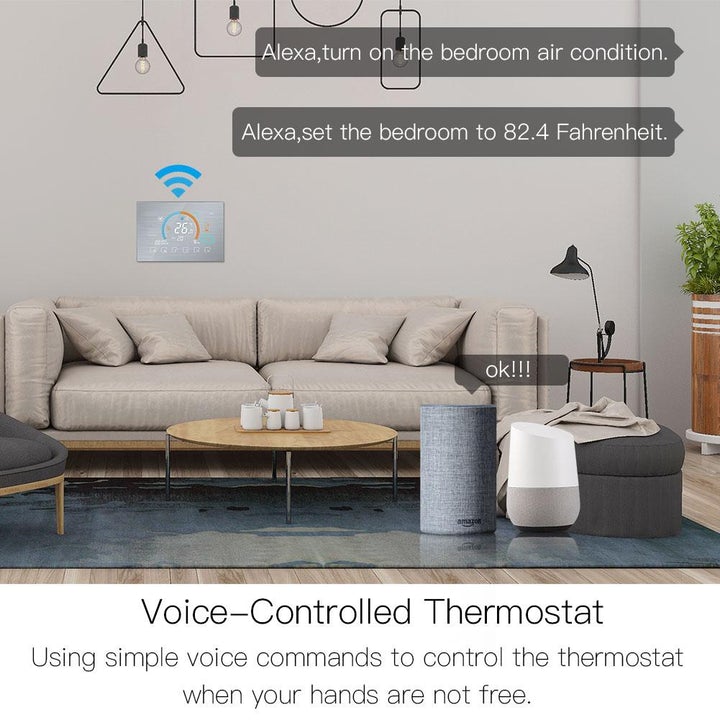 Alexa,turn on the bedroom air condition.
Alexa,set the bedroom to 82.4 Fahrenheit.
26
ok!!!
amazon
Voice-Controlled Thermostat
Using simple voice commands to control the thermostat
when your hands are not free.